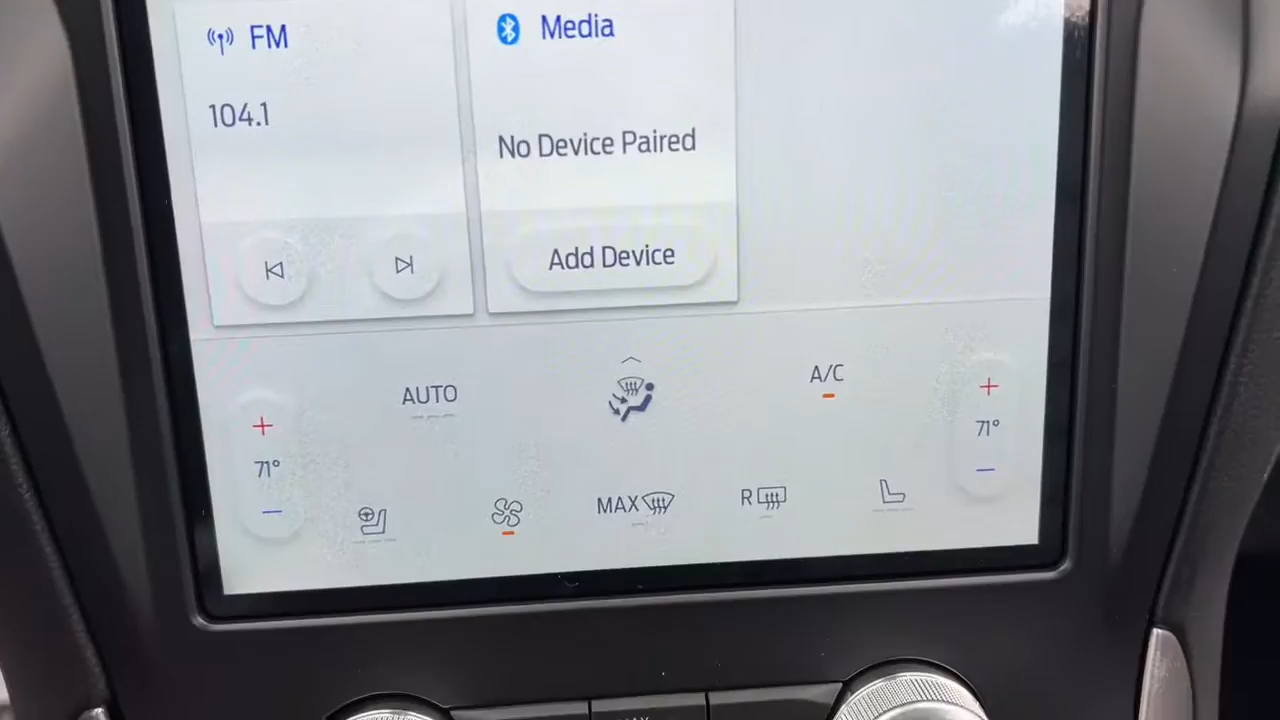 FM
Media
104.1
No Device Paired
Add Device
AUTO
A/C
71°
71°
MAX
R